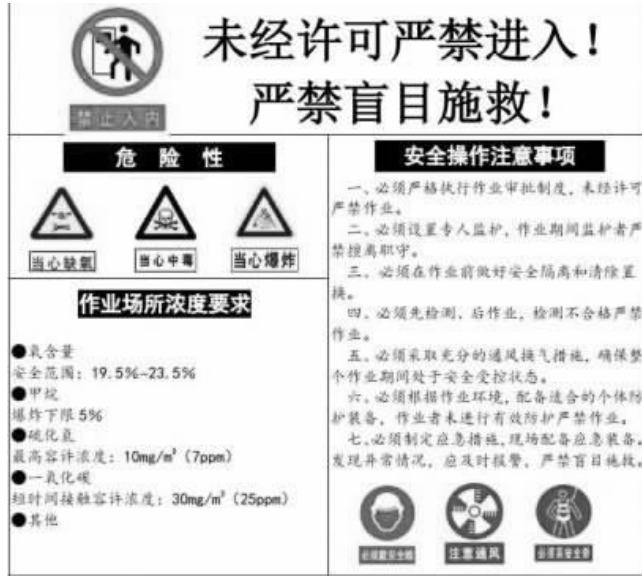 未经许可严禁进入！
严禁盲目施救！
禁止入内
危 险 性
当心缺氧
当心中毒
当心爆炸
作业场所浓度要求
●氧含量
安全范围：19.5%-23.5%
●甲烷
爆炸下限5%
●硫化氢
最高容许浓度：10mg/m³（7ppm）
●一氧化碳
短时间接触容许浓度：30mg/m³（25ppm）
●其他
安全操作注意事项
一、必须严格执行作业审批制度，未经许可
严禁作业。
二、必须设置专人监护，作业期间监护者严
禁擅离职守。
三、必须在作业前做好安全隔离和清除置
换。
四、必须先检测、后作业，检测不合格严禁
作业。
五、必须采取充分的通风换气措施，确保整
个作业期间处于安全受控状态。
六、必须根据作业环境，配备适合的个体防
护装备，作业者未进行有效防护严禁作业。
七、必须制定应急措施，现场配备应急装备。
发现异常情况，应及时报警，严禁盲目施救。
必须戴安全帽
注意通风
必须系安全带